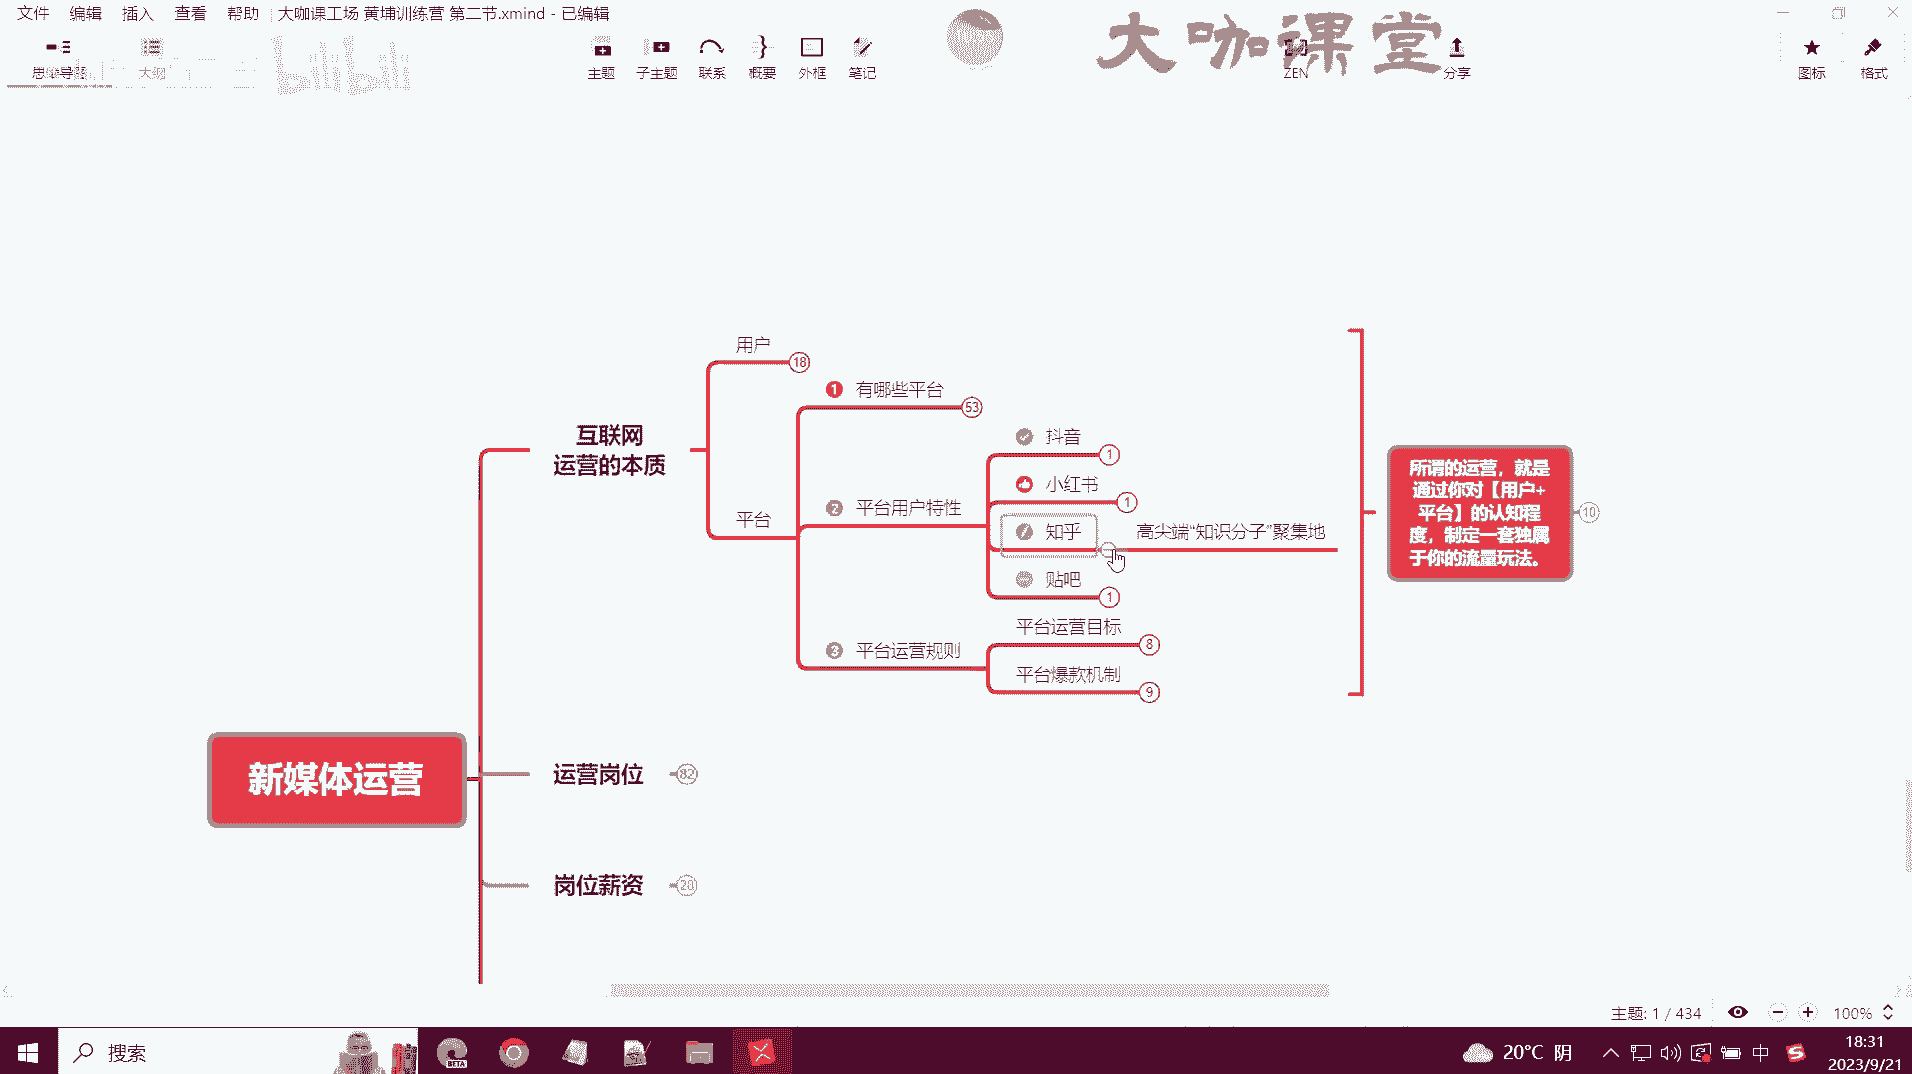 文件 编辑 插入 查看 帮助 大咖课工场 黄埔训练营 第二节.xmind - 已编辑
大咖课堂
bilibili
思维导图 大纲 主题 子主题 联系 概要 外框 笔记 ZEN 分享 图标 格式
用户 18
1 有哪些平台 53
互联网
运营的本质
抖音 1
小红书 1
2 平台用户特性
平台
知乎 高尖端“知识分子”聚集地
贴吧 1
平台运营目标 8
3 平台运营规则
平台爆款机制 9
所谓的运营，就是
通过你对【用户+
平台】的认知程
度，制定一套独属
于你的流量玩法。
10
新媒体运营
运营岗位 82
岗位薪资 28
主题: 1 / 434 100%
搜索
BETA
20°C 阴 中
18:31
2023/9/21